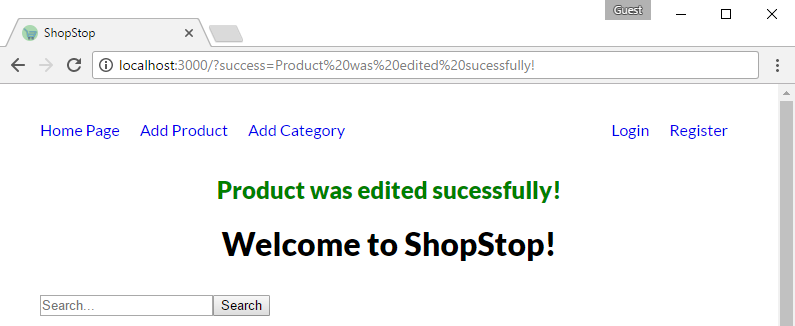 Guest
ShopStop
localhost:3000/?success=Product%20was%20edited%20sucessfully!
Home Page Add Product Add Category Login Register
Product was edited sucessfully!
Welcome to ShopStop!
Search... Search